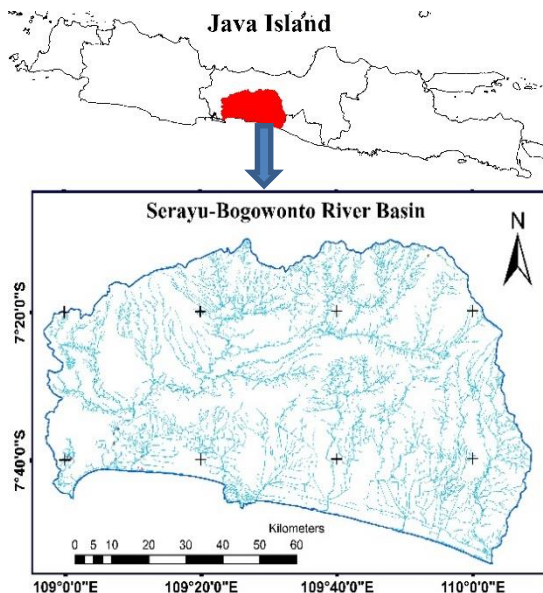 Java Island
Serayu-Bogowonto River Basin
N
7°20'0"S
7°40'0"S
Kilometers
0 5 10 20 30 40 50 60
109°0'0"E 109°20'0"E 109°40'0"E 110°0'0"E